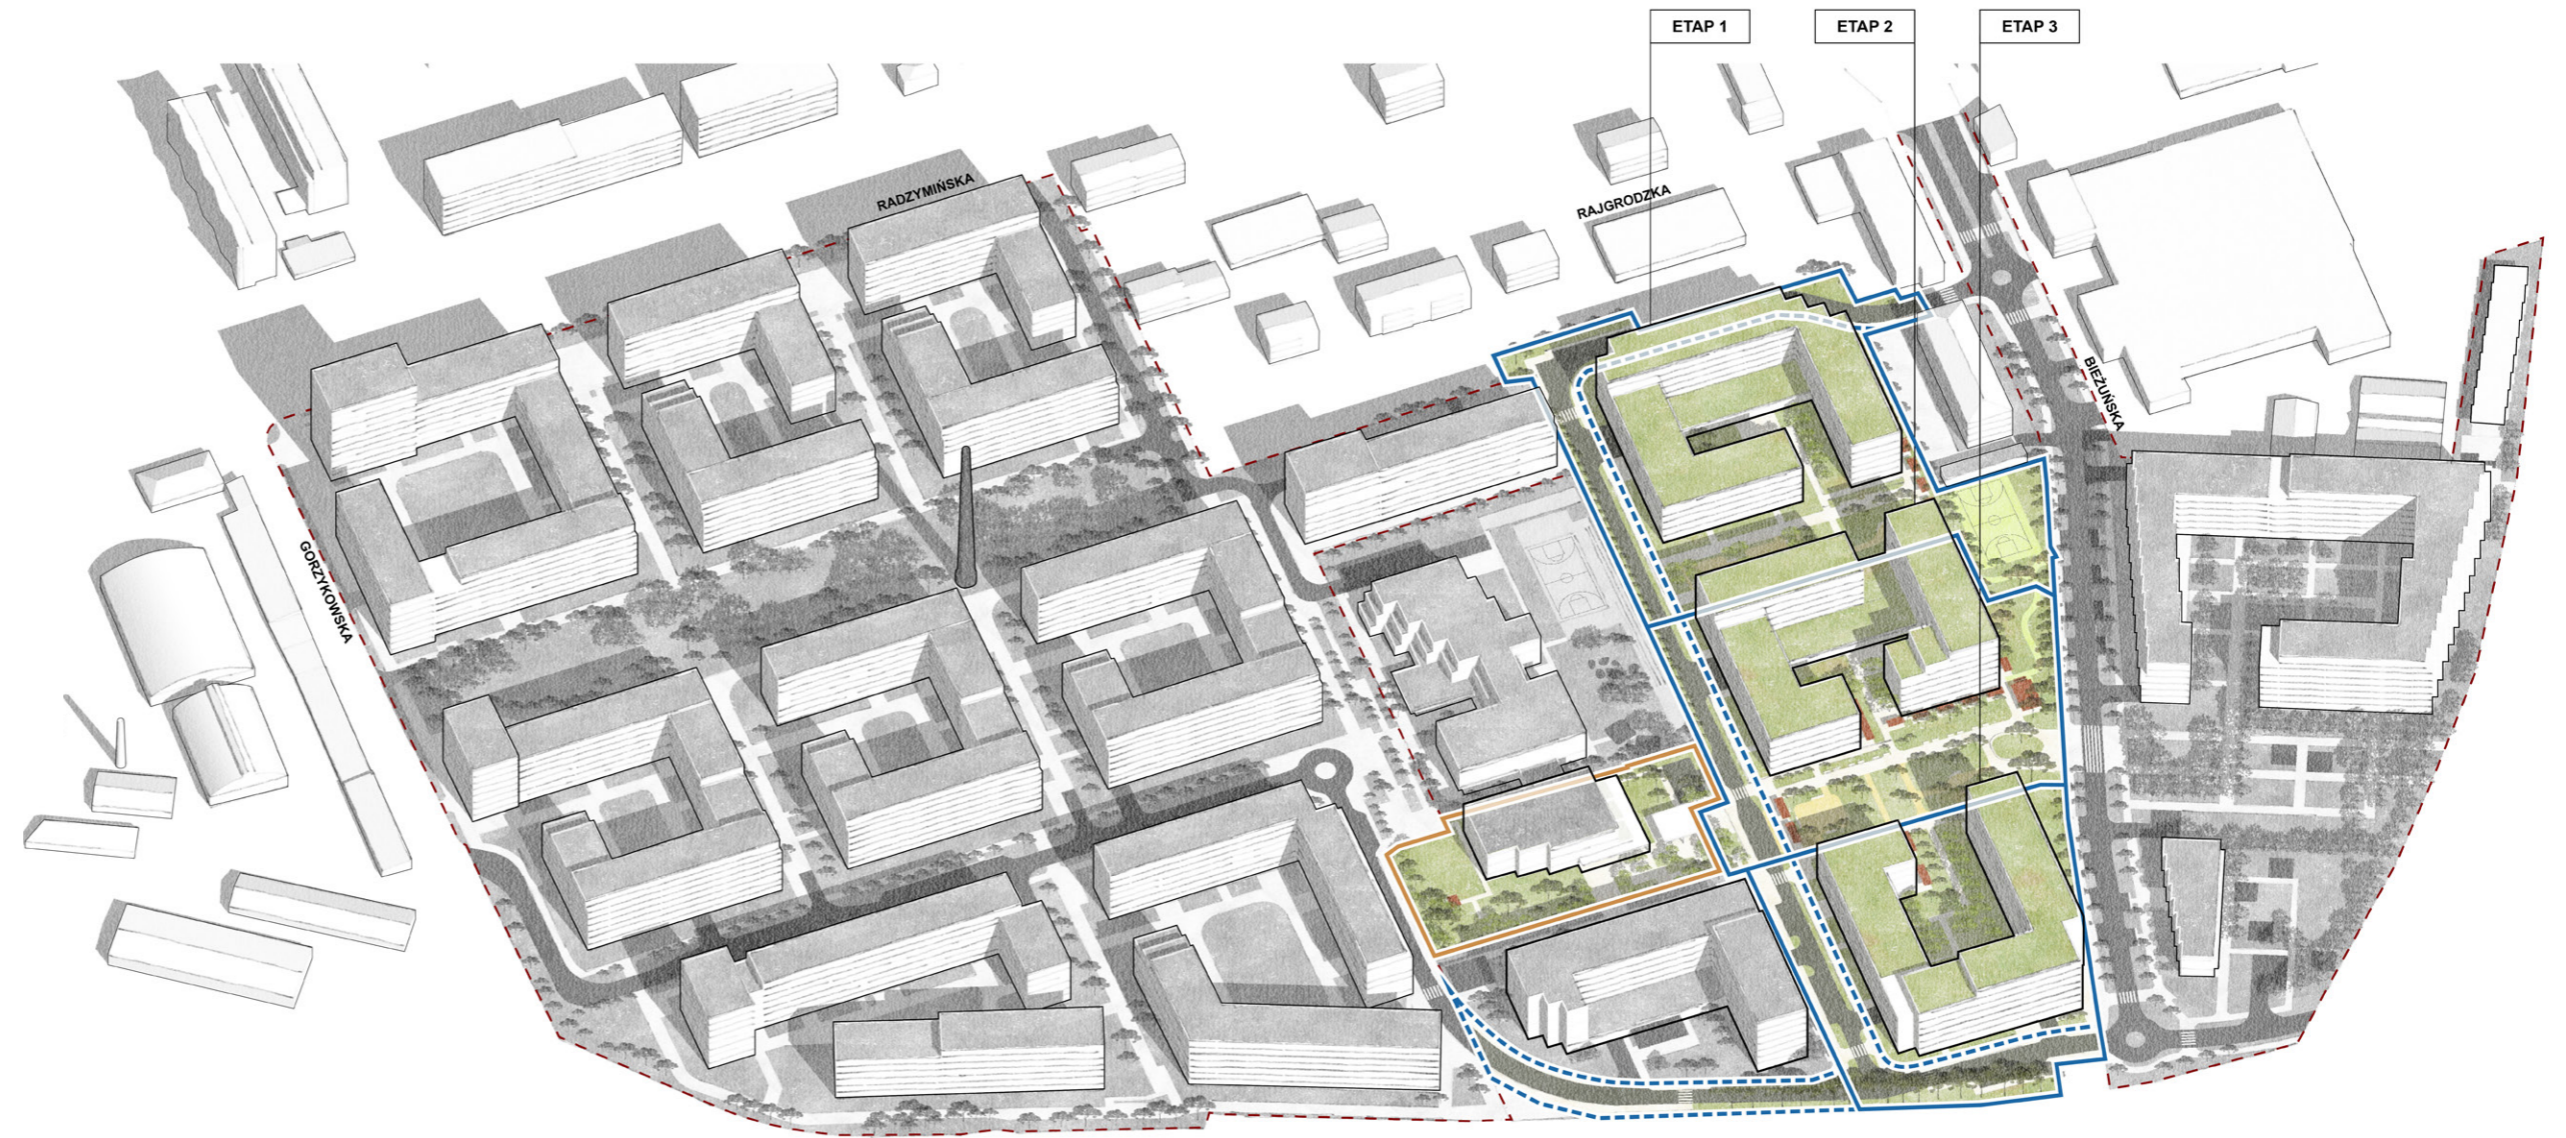 ETAP 1
ETAP 2
ETAP 3
RADZYMIŃSKA
RAJGRODZKA
BIEŻUŃSKA
GORZYKOWSKA